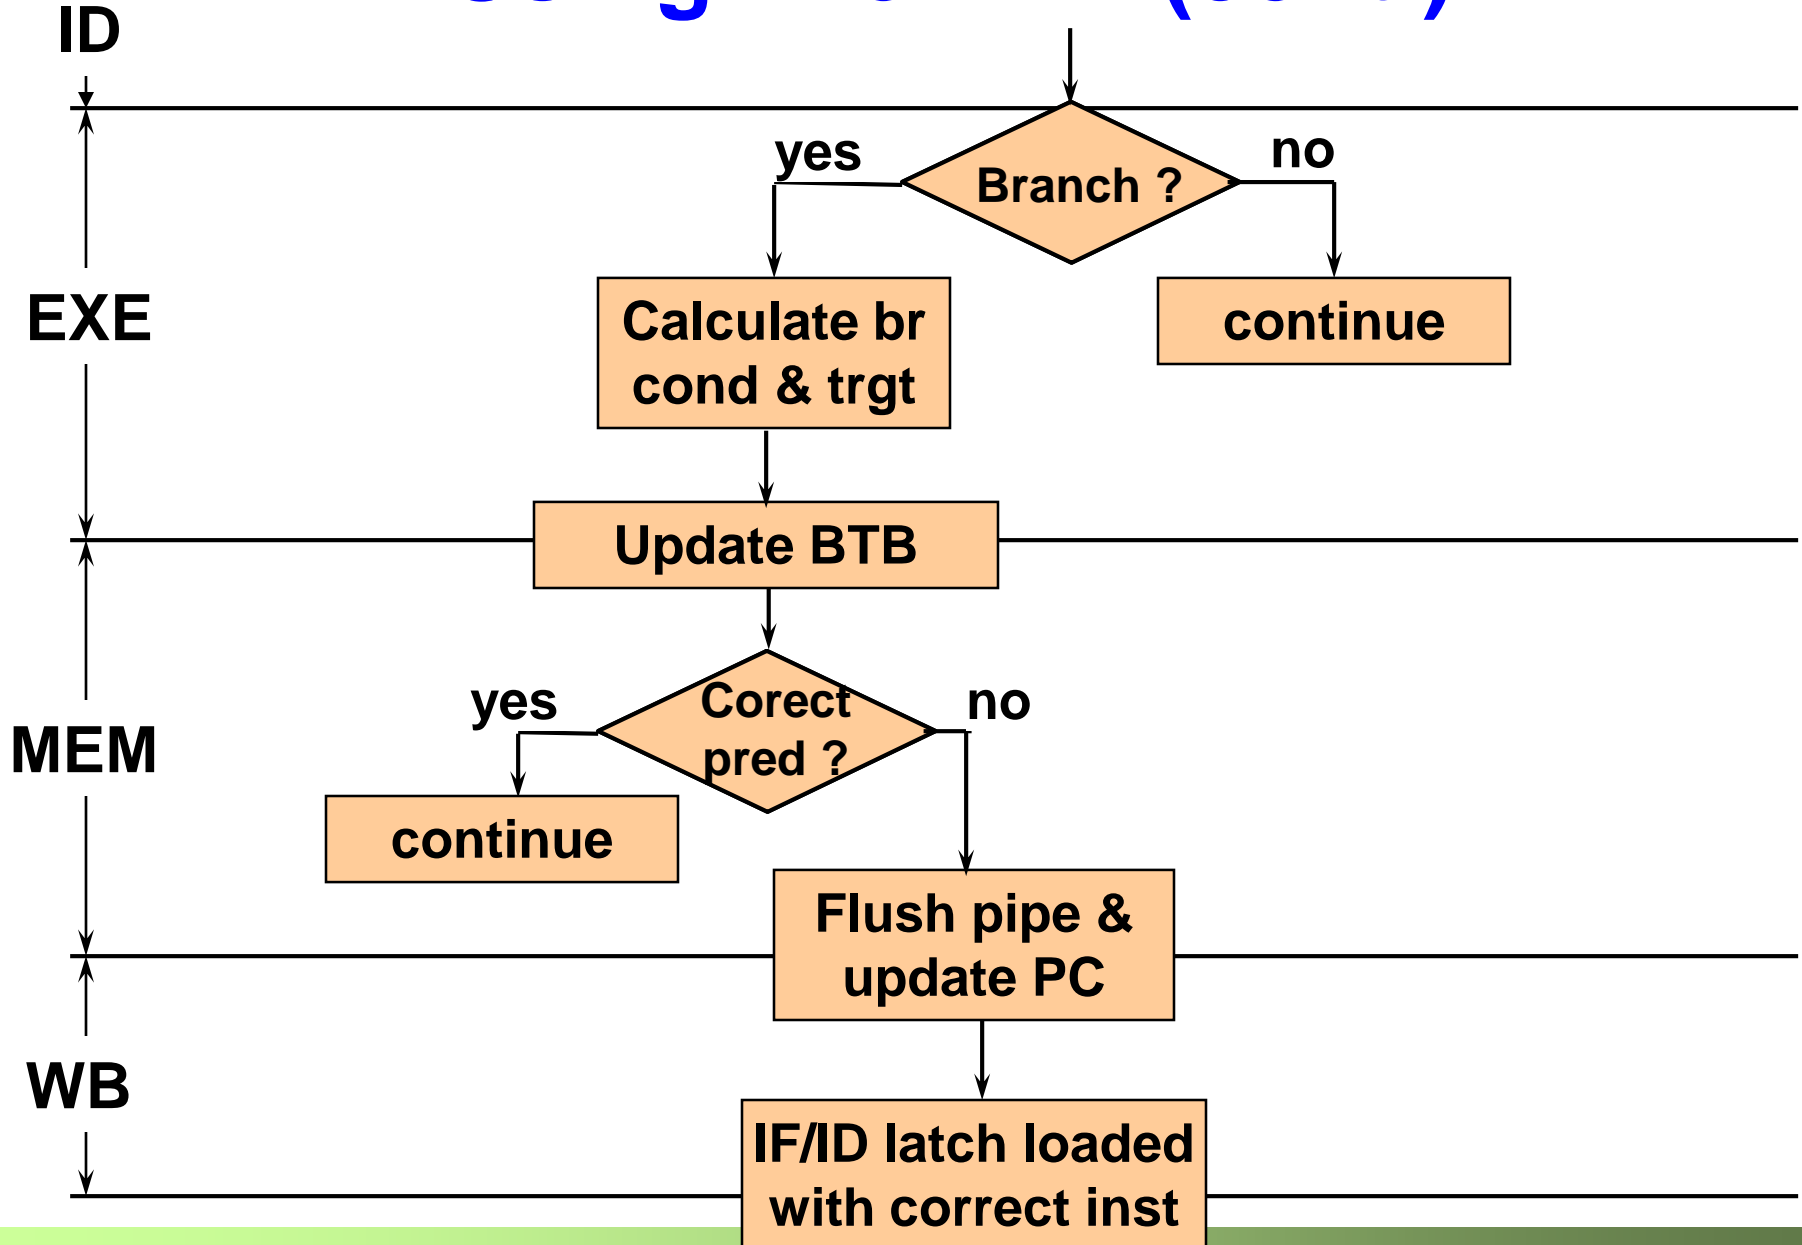 ID
yes
no
Branch ?
EXE
Calculate br
cond & trgt
continue
Update BTB
yes
no
Corect
pred ?
MEM
continue
Flush pipe &
update PC
WB
IF/ID latch loaded
with correct inst